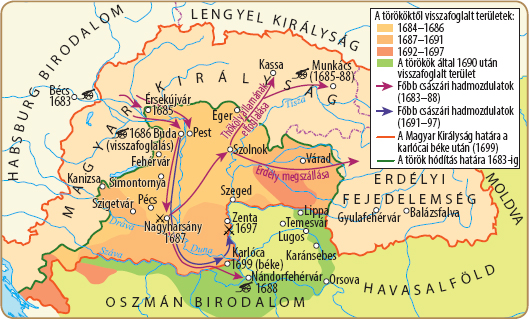 LENGYEL KIRÁLYSÁG
HABSBURG BIRODALOM
MAGYAR KIRÁLYSÁG
ERDÉLYI
FEJEDELEMSÉG
MOLDVA
HAVASALFÖLD
OSZMÁN BIRODALOM
A törököktől visszafoglalt területek:
1684–1686
1687–1691
1692–1697
A törökök által 1690 után
visszafoglalt terület
Főbb császári hadmozdulatok
(1683–88)
Főbb császári hadmozdulatok
(1691–97)
A Magyar Királyság határa a
karlócai béke után (1699)
A török hódítás határa 1683-ig
Bécs
1683
Kassa
Munkács
(1685–88)
Tisza
Érsekújvár
1685
Eger
Thököly államának
elfoglalása
1686 Buda
(visszafoglalás)
Pest
Fehérvár
Szolnok
Várad
Erdély megszállása
Kanizsa
Simontornya
Szigetvár
Pécs
Szeged
Gyulafehérvár
Balázsfalva
Dráva
Nagyharsány
1687
Zenta
1697
Lippa
Temesvár
Lugos
Karánsebes
Duna
Száva
Karlóca
1699 (béke)
Nándorfehérvár
1688
Orsova